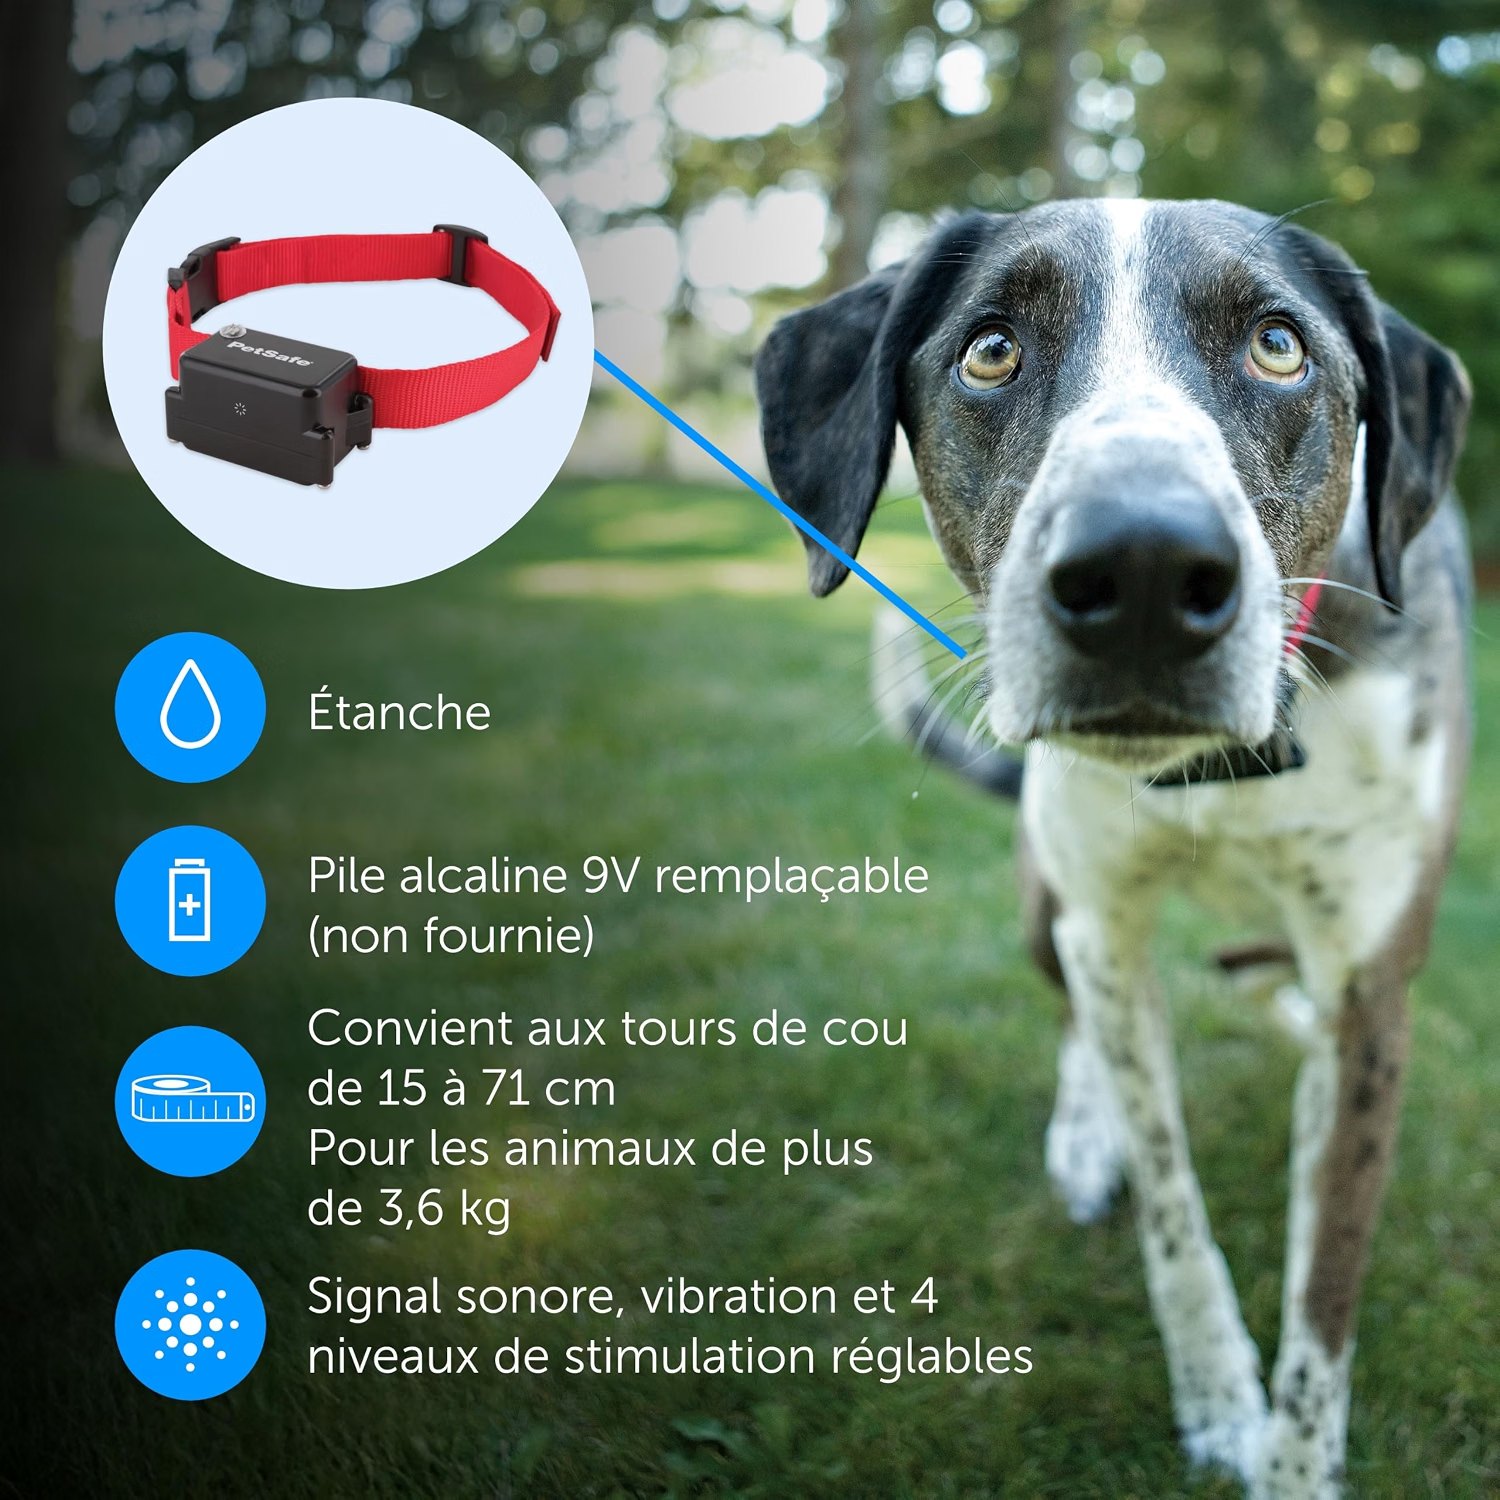 PetSafe
Étanche
Pile alcaline 9V remplaçable
(non fournie)
Convient aux tours de cou
de 15 à 71 cm
Pour les animaux de plus
de 3,6 kg
Signal sonore, vibration et 4
niveaux de stimulation réglables